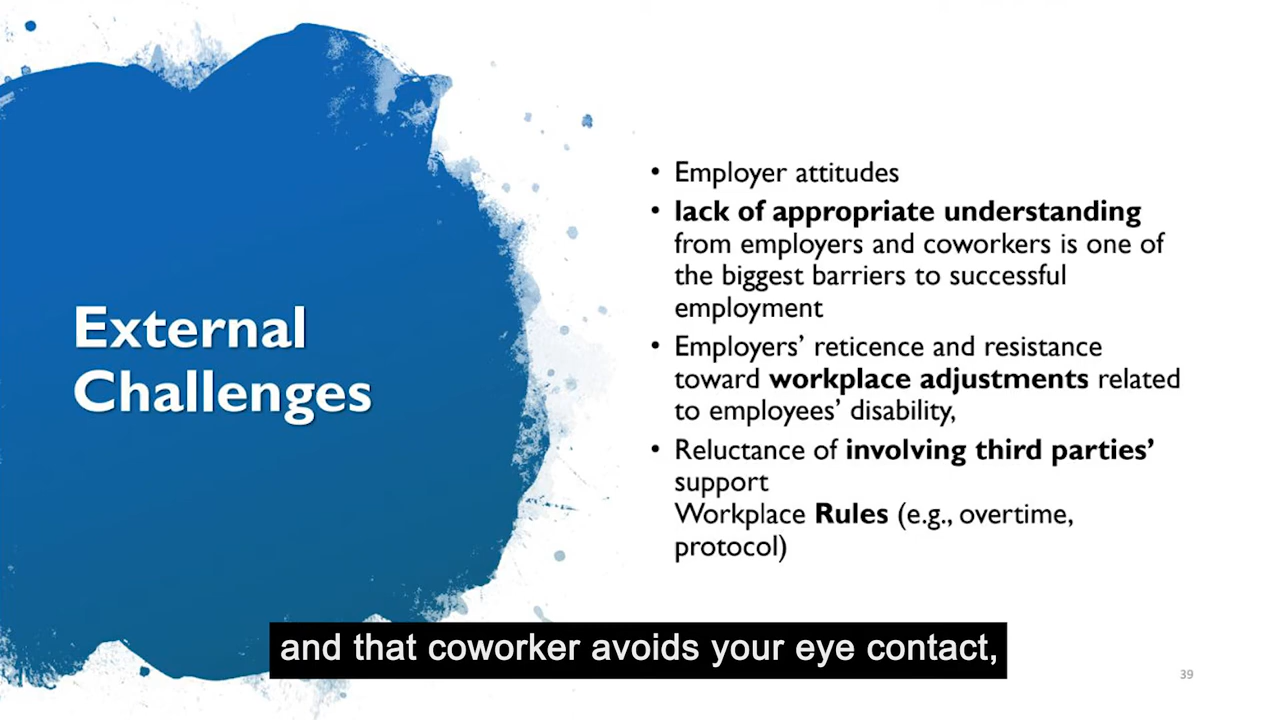 External
Challenges
• Employer attitudes
• lack of appropriate understanding
from employers and coworkers is one of
the biggest barriers to successful
employment
• Employers’ reticence and resistance
toward workplace adjustments related
to employees’ disability,
• Reluctance of involving third parties’
support
Workplace Rules (e.g., overtime,
protocol)
and that coworker avoids your eye contact,
39